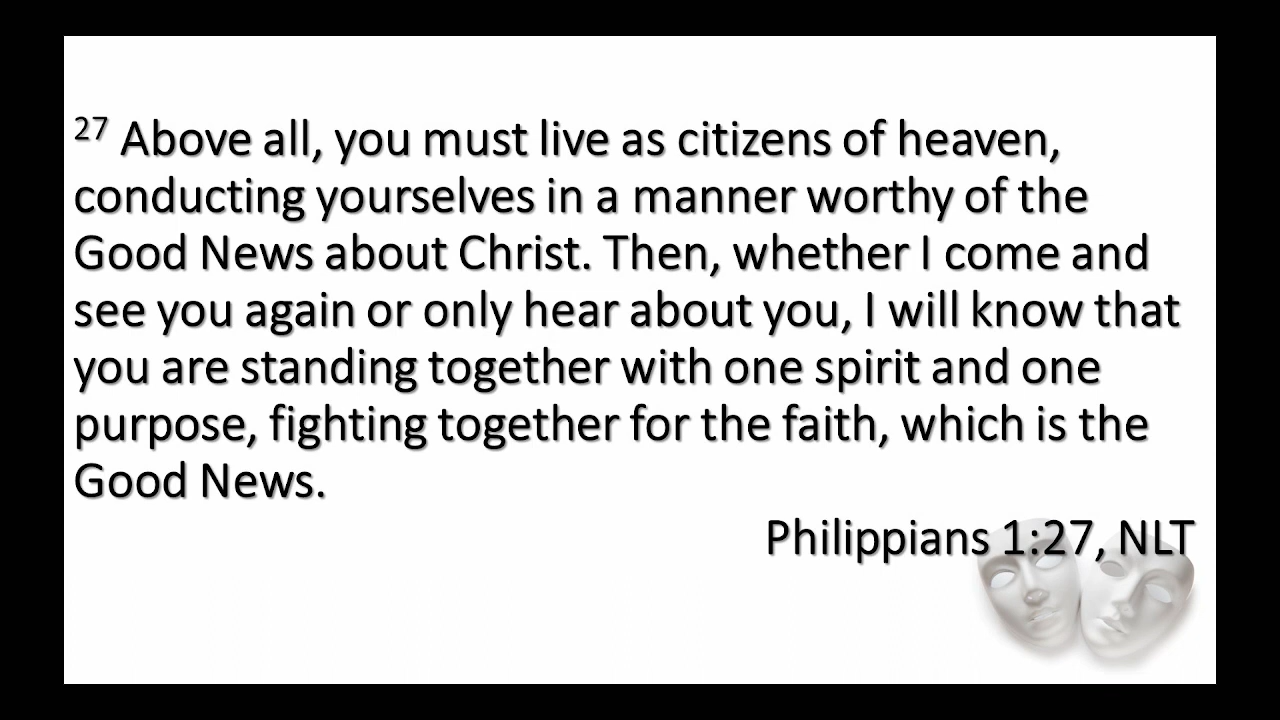 27 Above all, you must live as citizens of heaven,
conducting yourselves in a manner worthy of the
Good News about Christ. Then, whether I come and
see you again or only hear about you, I will know that
you are standing together with one spirit and one
purpose, fighting together for the faith, which is the
Good News.
Philippians 1:27, NLT